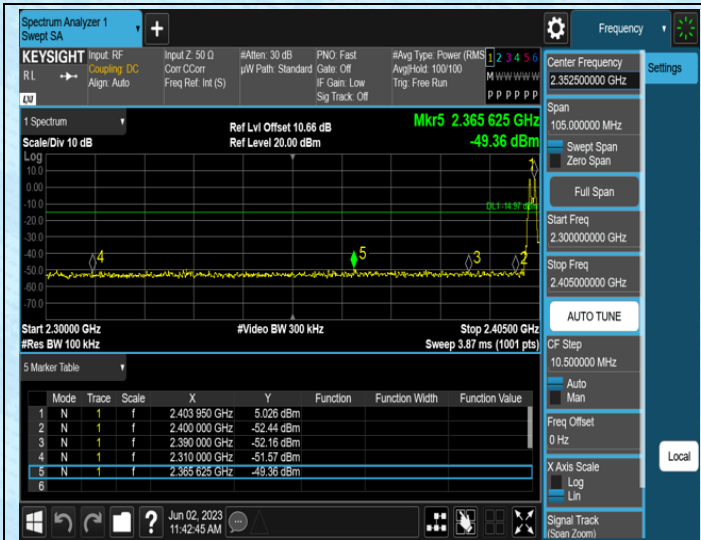 Spectrum Analyzer 1
Swept SA
+
Frequency
KEYSIGHT
RL
LXI
Input: RF
Coupling: DC
Align: Auto
Input Z: 50 Ω
Corr CCorr
Freq Ref: Int (S)
#Atten: 30 dB
µW Path: Standard
PNO: Fast
Gate: Off
IF Gain: Low
Sig Track: Off
#Avg Type: Power (RMS
Avg|Hold: 100/100
Trig: Free Run
1 2 3 4 5 6
M W W W W W
P P P P P P
Center Frequency
2.352500000 GHz
Settings
Span
105.000000 MHz
Swept Span
Zero Span
Full Span
Start Freq
2.300000000 GHz
Stop Freq
2.405000000 GHz
AUTO TUNE
CF Step
10.500000 MHz
Auto
Man
Freq Offset
0 Hz
X Axis Scale
Log
Lin
Signal Track
(Span Zoom)
Local
1 Spectrum
Scale/Div 10 dB
Ref Lvl Offset 10.66 dB
Ref Level 20.00 dBm
Mkr5 2.365 625 GHz
-49.36 dBm
Log
10.0
0.00
-10.0
-20.0
-30.0
-40.0
-50.0
-60.0
-70.0
DL1 -14.97 dBm
4
5
3
2
Start 2.30000 GHz
#Video BW 300 kHz
Stop 2.40500 GHz
#Res BW 100 kHz
Sweep 3.87 ms (1001 pts)
5 Marker Table
Mode Trace Scale X Y Function Function Width Function Value
1 N 1 f 2.403 950 GHz 5.026 dBm
2 N 1 f 2.400 000 GHz -52.44 dBm
3 N 1 f 2.390 000 GHz -52.16 dBm
4 N 1 f 2.310 000 GHz -51.57 dBm
5 N 1 f 2.365 625 GHz -49.36 dBm
6
?
Jun 02, 2023
11:42:45 AM